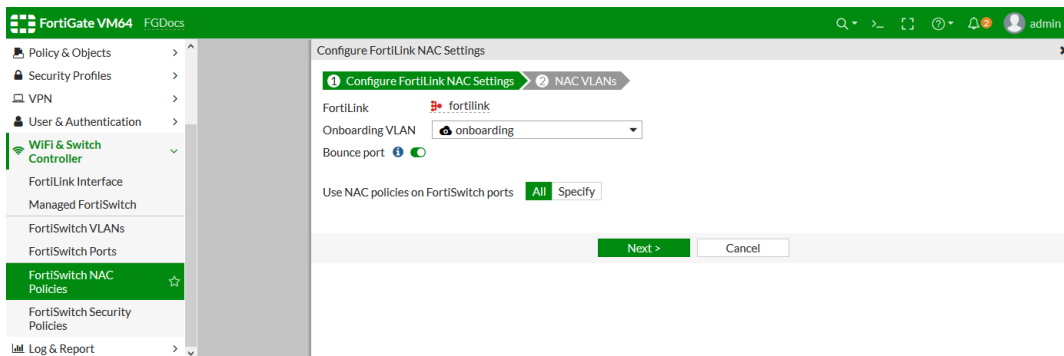 FortiGate VM64 FGDocs
2
admin
Policy & Objects
Security Profiles
VPN
User & Authentication
WiFi & Switch
Controller
FortiLink Interface
Managed FortiSwitch
FortiSwitch VLANs
FortiSwitch Ports
FortiSwitch NAC
Policies
FortiSwitch Security
Policies
Log & Report
Configure FortiLink NAC Settings
1 Configure FortiLink NAC Settings 2 NAC VLANs
FortiLink fortilink
Onboarding VLAN onboarding
Bounce port
Use NAC policies on FortiSwitch ports All Specify
Next > Cancel